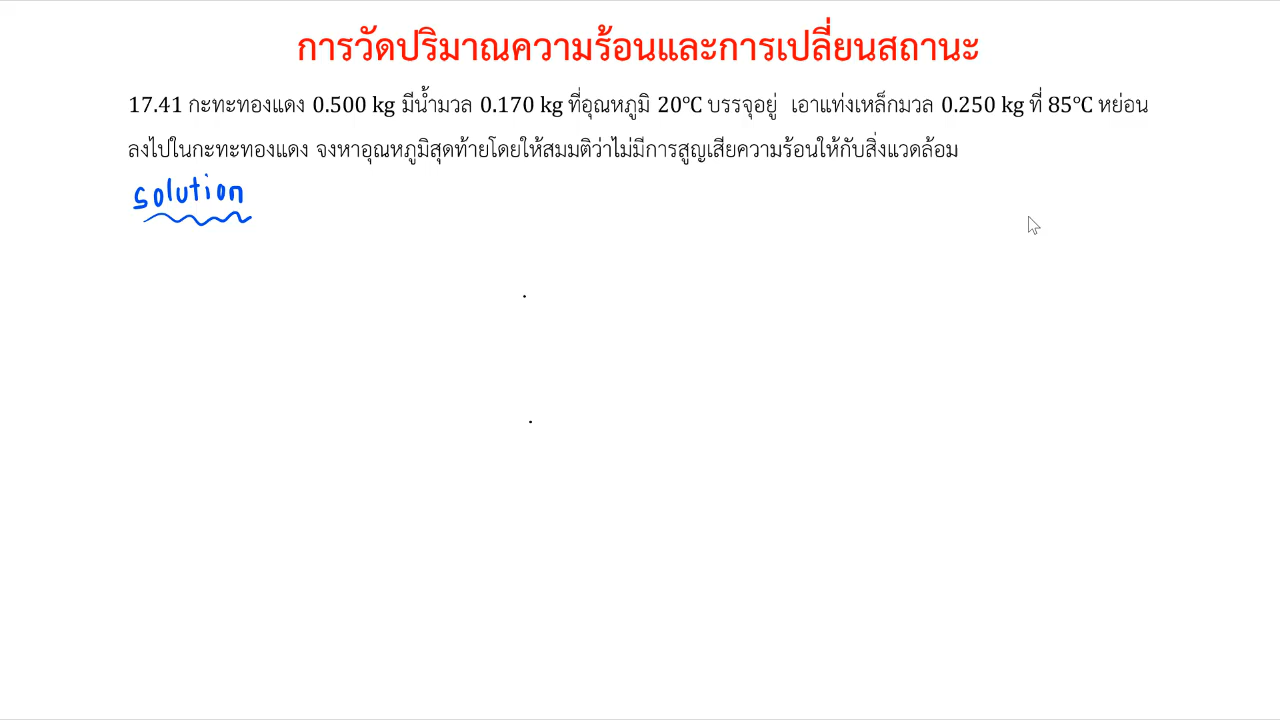 การวัดปริมาณความร้อนและการเปลี่ยนสถานะ
17.41 กะทะทองแดง 0.500 kg มีน้ำมวล 0.170 kg ที่อุณหภูมิ 20°C บรรจุอยู่ เอาแท่งเหล็กมวล 0.250 kg ที่ 85°C หย่อน
ลงไปในกะทะทองแดง จงหาอุณหภูมิสุดท้ายโดยให้สมมติว่าไม่มีการสูญเสียความร้อนให้กับสิ่งแวดล้อม
solution